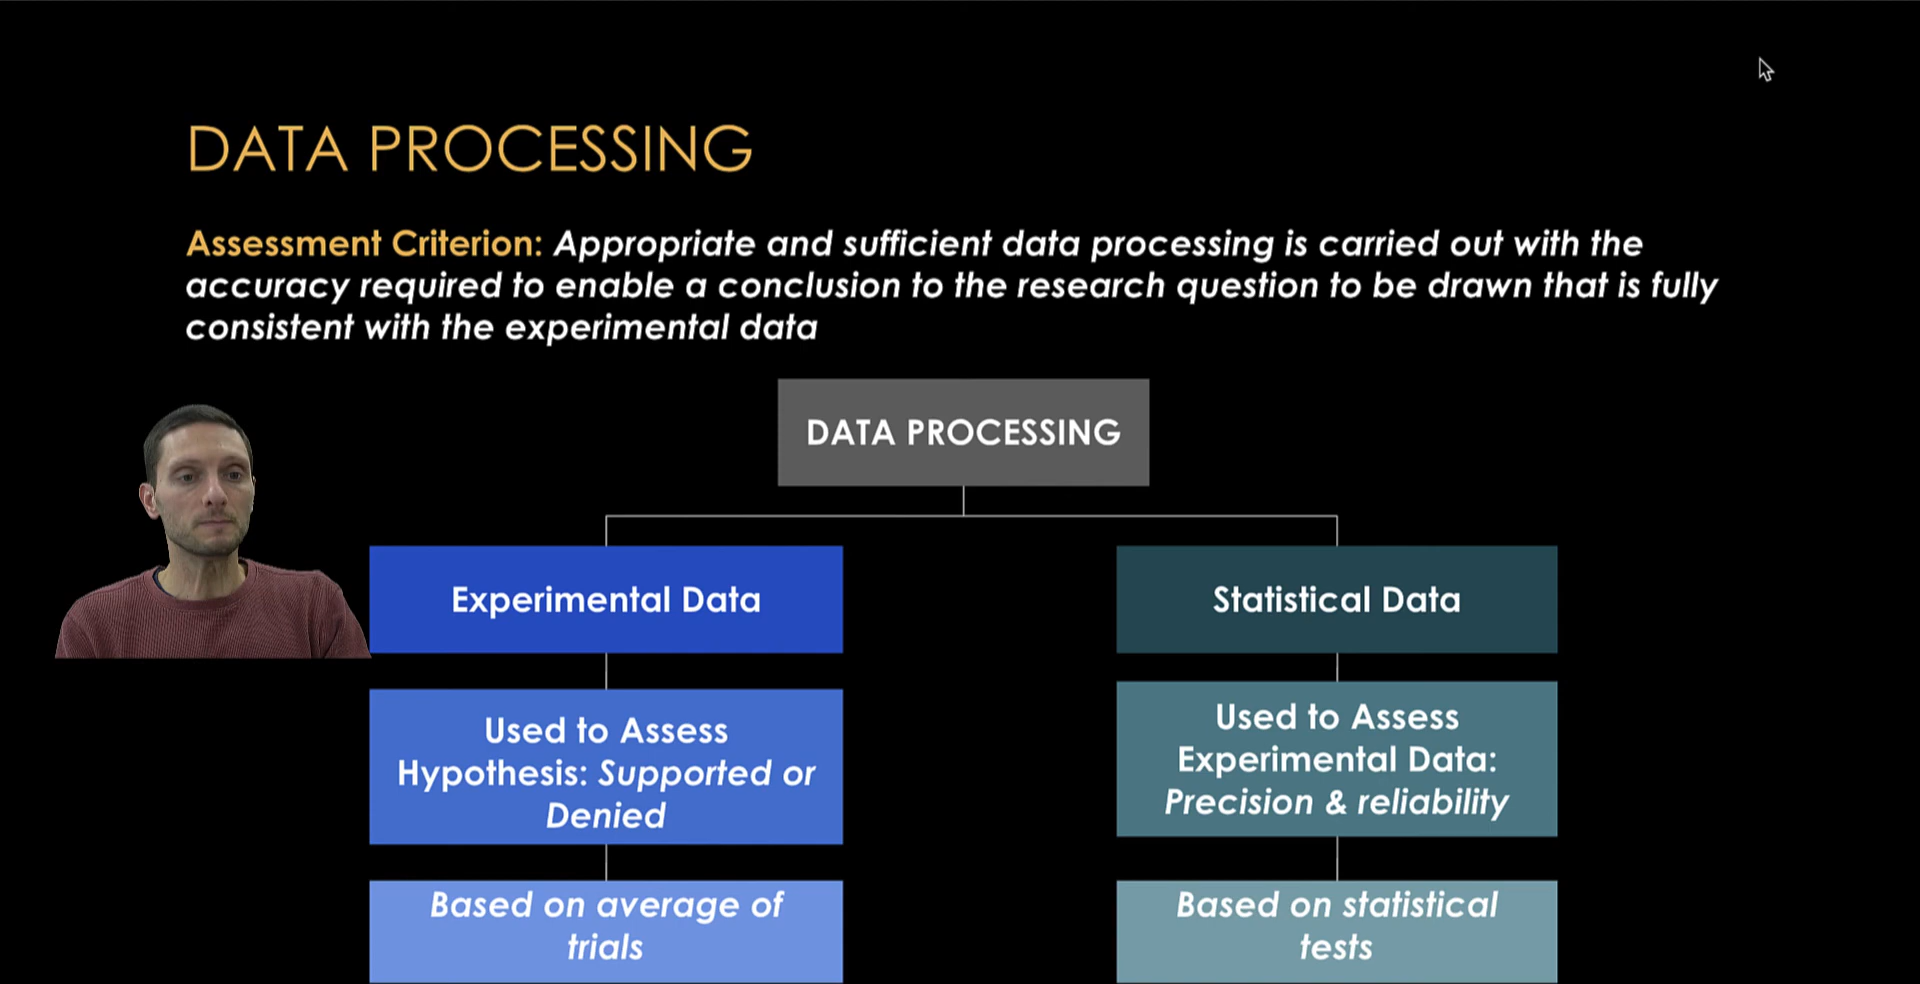 DATA PROCESSING
Assessment Criterion: Appropriate and sufficient data processing is carried out with the
accuracy required to enable a conclusion to the research question to be drawn that is fully
consistent with the experimental data
DATA PROCESSING
Experimental Data
Used to Assess
Hypothesis: Supported or
Denied
Based on average of
trials
Statistical Data
Used to Assess
Experimental Data:
Precision & reliability
Based on statistical
tests